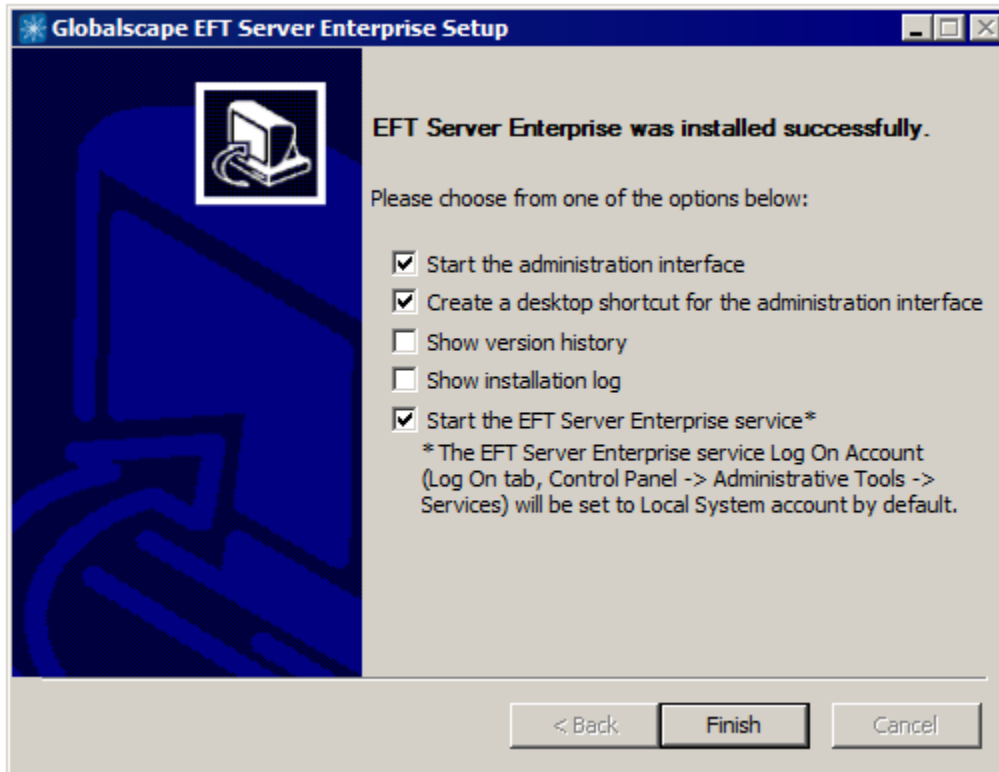 Globalscape EFT Server Enterprise Setup
EFT Server Enterprise was installed successfully.
Please choose from one of the options below:
Start the administration interface
Create a desktop shortcut for the administration interface
Show version history
Show installation log
Start the EFT Server Enterprise service*
* The EFT Server Enterprise service Log On Account
(Log On tab, Control Panel -> Administrative Tools ->
Services) will be set to Local System account by default.
< Back
Finish
Cancel